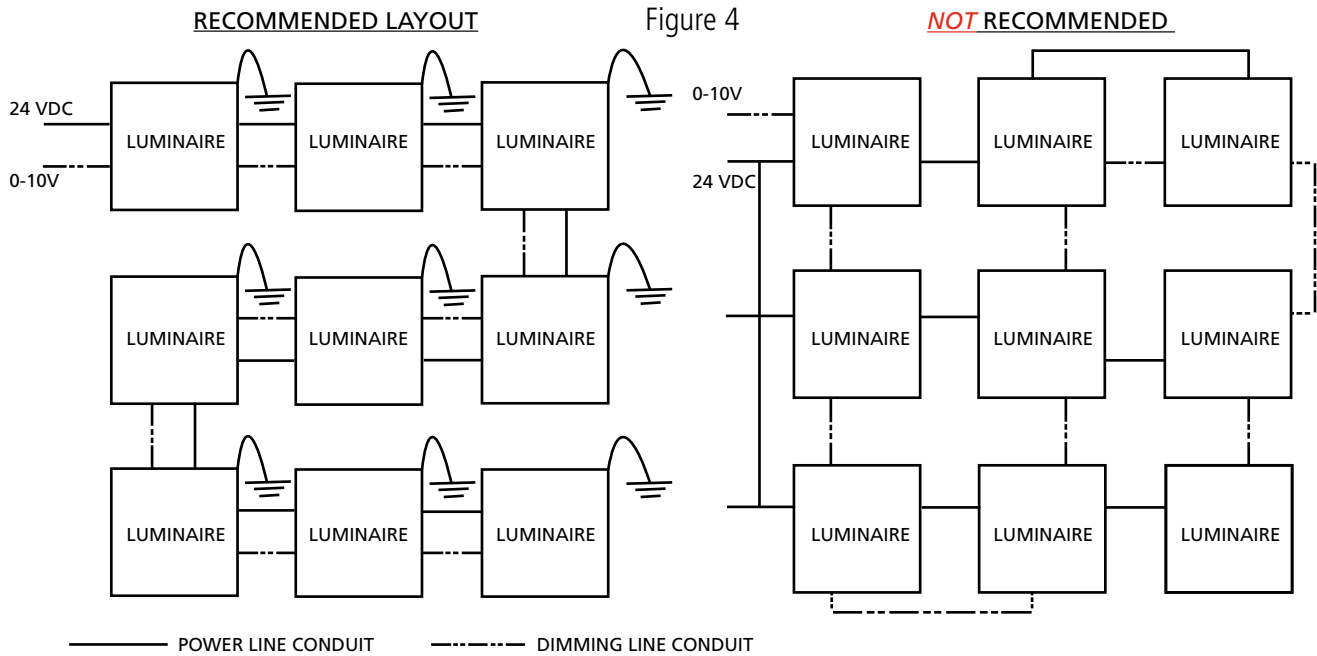 RECOMMENDED LAYOUT
Figure 4
NOT RECOMMENDED
24 VDC
0-10V
LUMINAIRE
LUMINAIRE
LUMINAIRE
LUMINAIRE
LUMINAIRE
LUMINAIRE
LUMINAIRE
LUMINAIRE
LUMINAIRE
0-10V
24 VDC
LUMINAIRE
LUMINAIRE
LUMINAIRE
LUMINAIRE
LUMINAIRE
LUMINAIRE
LUMINAIRE
LUMINAIRE
LUMINAIRE
POWER LINE CONDUIT
DIMMING LINE CONDUIT